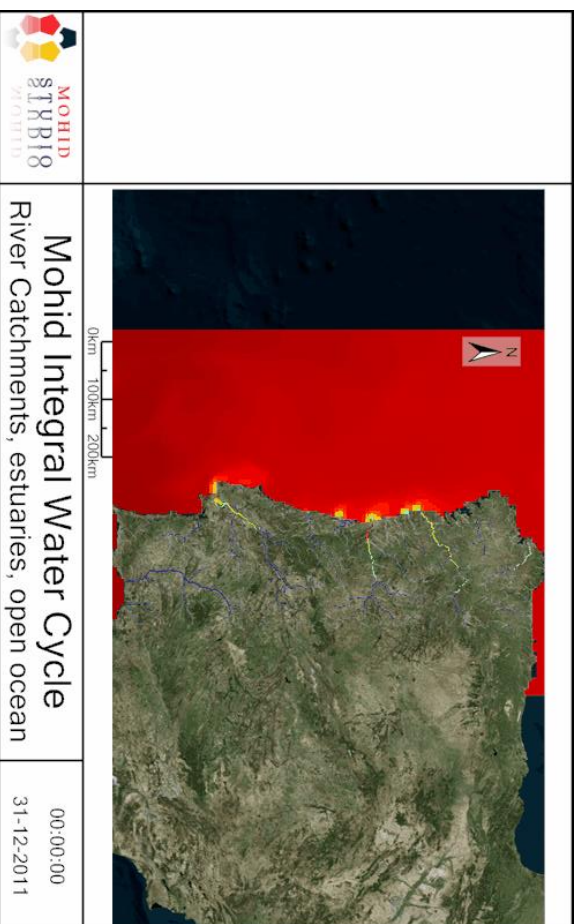 N
0km 100km 200km
MOHID
STUDIO
Mohid Integral Water Cycle
River Catchments, estuaries, open ocean
00:00:00
31-12-2011